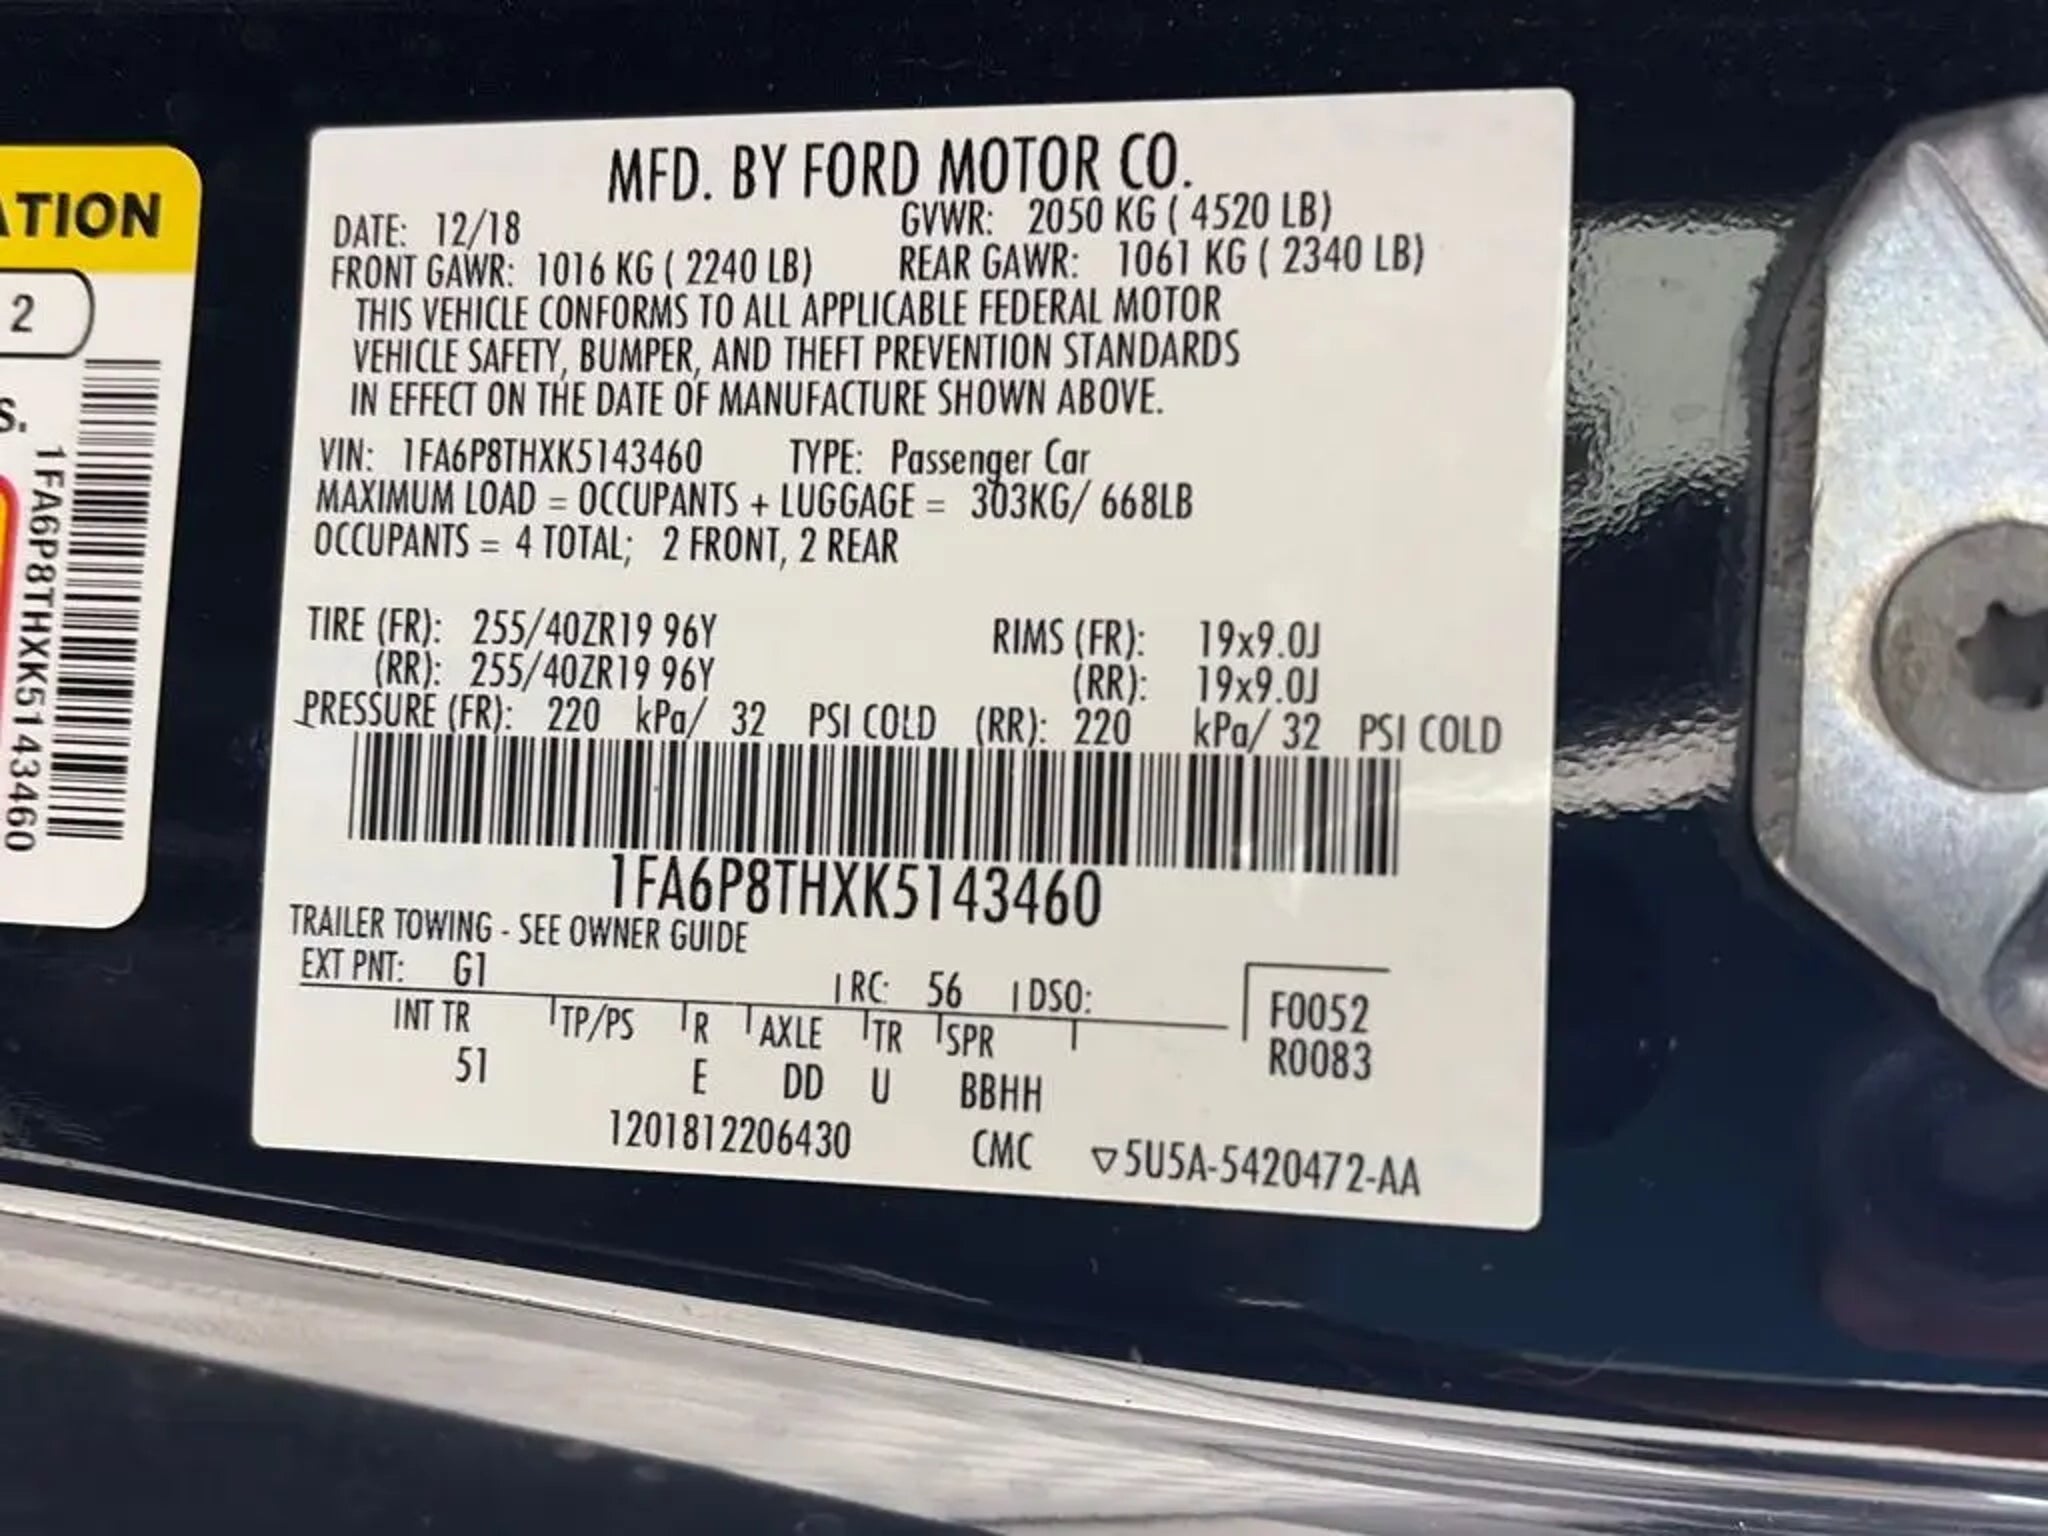 ATION
2
S.
1FA6P8THXK5143460
MFD. BY FORD MOTOR CO.
DATE: 12/18 GVWR: 2050 KG ( 4520 LB)
FRONT GAWR: 1016 KG ( 2240 LB) REAR GAWR: 1061 KG ( 2340 LB)
THIS VEHICLE CONFORMS TO ALL APPLICABLE FEDERAL MOTOR
VEHICLE SAFETY, BUMPER, AND THEFT PREVENTION STANDARDS
IN EFFECT ON THE DATE OF MANUFACTURE SHOWN ABOVE.
VIN: 1FA6P8THXK5143460 TYPE: Passenger Car
MAXIMUM LOAD = OCCUPANTS + LUGGAGE = 303KG/ 668LB
OCCUPANTS = 4 TOTAL; 2 FRONT, 2 REAR
TIRE (FR): 255/40ZR19 96Y RIMS (FR): 19x9.0J
(RR): 255/40ZR19 96Y (RR): 19x9.0J
PRESSURE (FR): 220 kPa/ 32 PSI COLD (RR): 220 kPa/ 32 PSI COLD
1FA6P8THXK5143460
TRAILER TOWING - SEE OWNER GUIDE
EXT PNT: G1 RC: 56 DSO:
F0052
R0083
INT TR TP/PS R AXLE TR SPR
51 E DD U BBHH
1201812206430 CMC ▽5U5A-5420472-AA